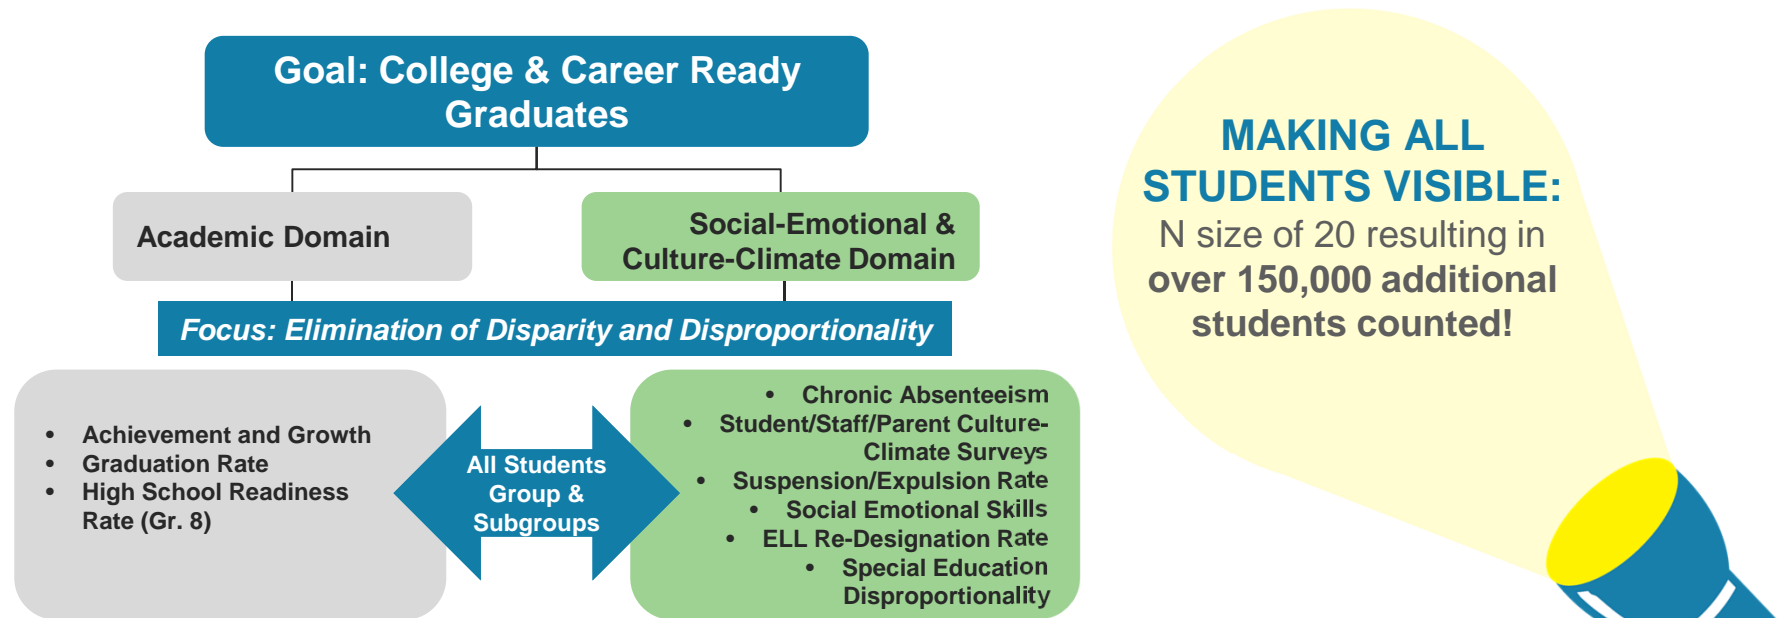 Goal: College & Career Ready
Graduates
Academic Domain
Social-Emotional &
Culture-Climate Domain
Focus: Elimination of Disparity and Disproportionality
• Achievement and Growth
• Graduation Rate
• High School Readiness
Rate (Gr. 8)
All Students
Group &
Subgroups
• Chronic Absenteeism
• Student/Staff/Parent Culture-
Climate Surveys
• Suspension/Expulsion Rate
• Social Emotional Skills
• ELL Re-Designation Rate
• Special Education
Disproportionality
MAKING ALL
STUDENTS VISIBLE:
N size of 20 resulting in
over 150,000 additional
students counted!